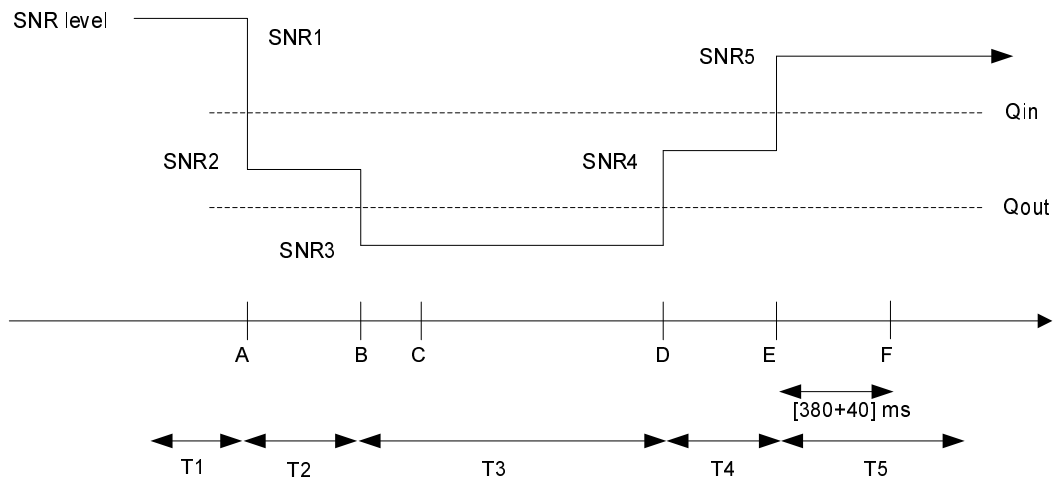 SNR level
SNR1
SNR5
Qin
SNR2
SNR4
Qout
SNR3
A
B
C
D
E
F
[380+40] ms
T1
T2
T3
T4
T5